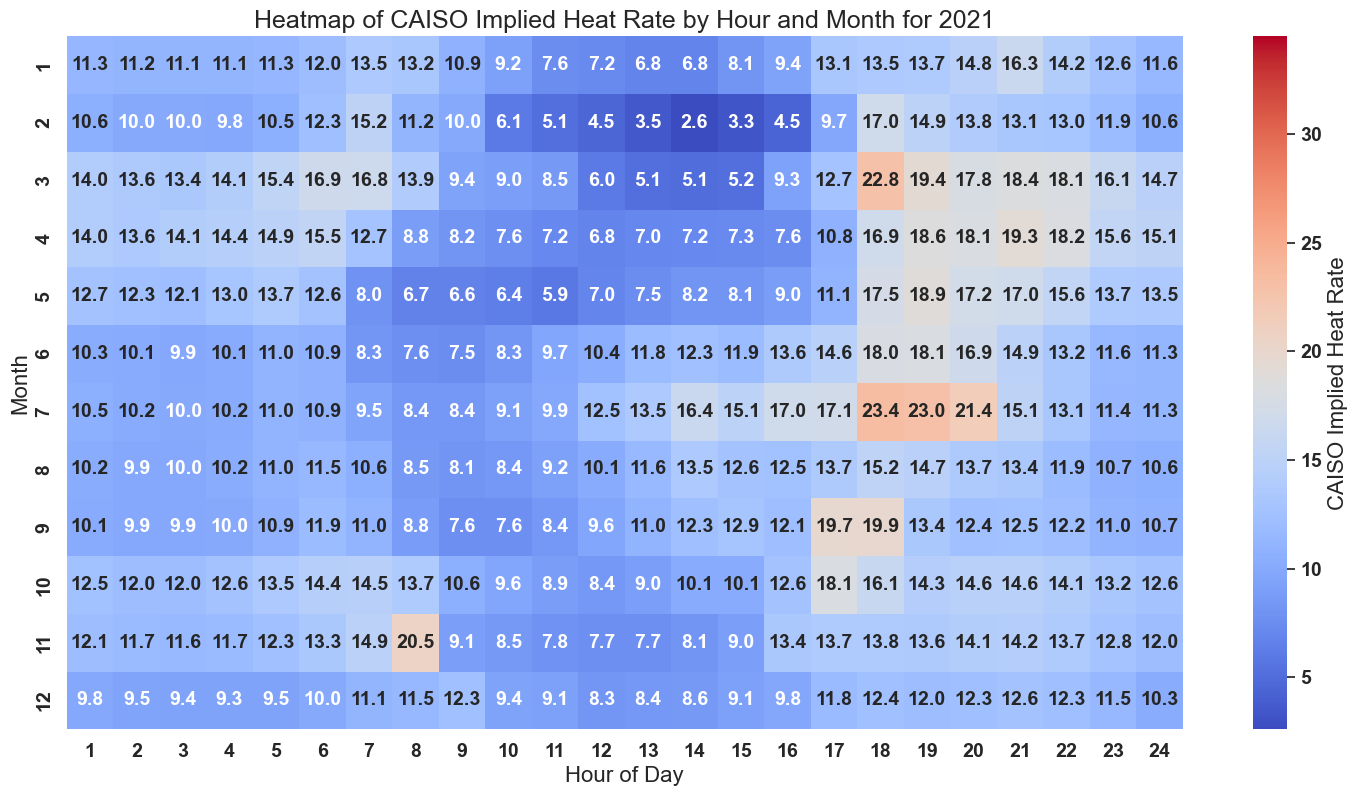 Heatmap of CAISO Implied Heat Rate by Hour and Month for 2021
1 11.3 11.2 11.1 11.1 11.3 12.0 13.5 13.2 10.9 9.2 7.6 7.2 6.8 6.8 8.1 9.4 13.1 13.5 13.7 14.8 16.3 14.2 12.6 11.6
2 10.6 10.0 10.0 9.8 10.5 12.3 15.2 11.2 10.0 6.1 5.1 4.5 3.5 2.6 3.3 4.5 9.7 17.0 14.9 13.8 13.1 13.0 11.9 10.6
3 14.0 13.6 13.4 14.1 15.4 16.9 16.8 13.9 9.4 9.0 8.5 6.0 5.1 5.1 5.2 9.3 12.7 22.8 19.4 17.8 18.4 18.1 16.1 14.7
4 14.0 13.6 14.1 14.4 14.9 15.5 12.7 8.8 8.2 7.6 7.2 6.8 7.0 7.2 7.3 7.6 10.8 16.9 18.6 18.1 19.3 18.2 15.6 15.1
5 12.7 12.3 12.1 13.0 13.7 12.6 8.0 6.7 6.6 6.4 5.9 7.0 7.5 8.2 8.1 9.0 11.1 17.5 18.9 17.2 17.0 15.6 13.7 13.5
6 10.3 10.1 9.9 10.1 11.0 10.9 8.3 7.6 7.5 8.3 9.7 10.4 11.8 12.3 11.9 13.6 14.6 18.0 18.1 16.9 14.9 13.2 11.6 11.3
7 10.5 10.2 10.0 10.2 11.0 10.9 9.5 8.4 8.4 9.1 9.9 12.5 13.5 16.4 15.1 17.0 17.1 23.4 23.0 21.4 15.1 13.1 11.4 11.3
8 10.2 9.9 10.0 10.2 11.0 11.5 10.6 8.5 8.1 8.4 9.2 10.1 11.6 13.5 12.6 12.5 13.7 15.2 14.7 13.7 13.4 11.9 10.7 10.6
9 10.1 9.9 9.9 10.0 10.9 11.9 11.0 8.8 7.6 7.6 8.4 9.6 11.0 12.3 12.9 12.1 19.7 19.9 13.4 12.4 12.5 12.2 11.0 10.7
10 12.5 12.0 12.0 12.6 13.5 14.4 14.5 13.7 10.6 9.6 8.9 8.4 9.0 10.1 10.1 12.6 18.1 16.1 14.3 14.6 14.6 14.1 13.2 12.6
11 12.1 11.7 11.6 11.7 12.3 13.3 14.9 20.5 9.1 8.5 7.8 7.7 7.7 8.1 9.0 13.4 13.7 13.8 13.6 14.1 14.2 13.7 12.8 12.0
12 9.8 9.5 9.4 9.3 9.5 10.0 11.1 11.5 12.3 9.4 9.1 8.3 8.4 8.6 9.1 9.8 11.8 12.4 12.0 12.3 12.6 12.3 11.5 10.3
1 2 3 4 5 6 7 8 9 10 11 12 13 14 15 16 17 18 19 20 21 22 23 24
Hour of Day
Month
30
25
20
15
10
5
CAISO Implied Heat Rate